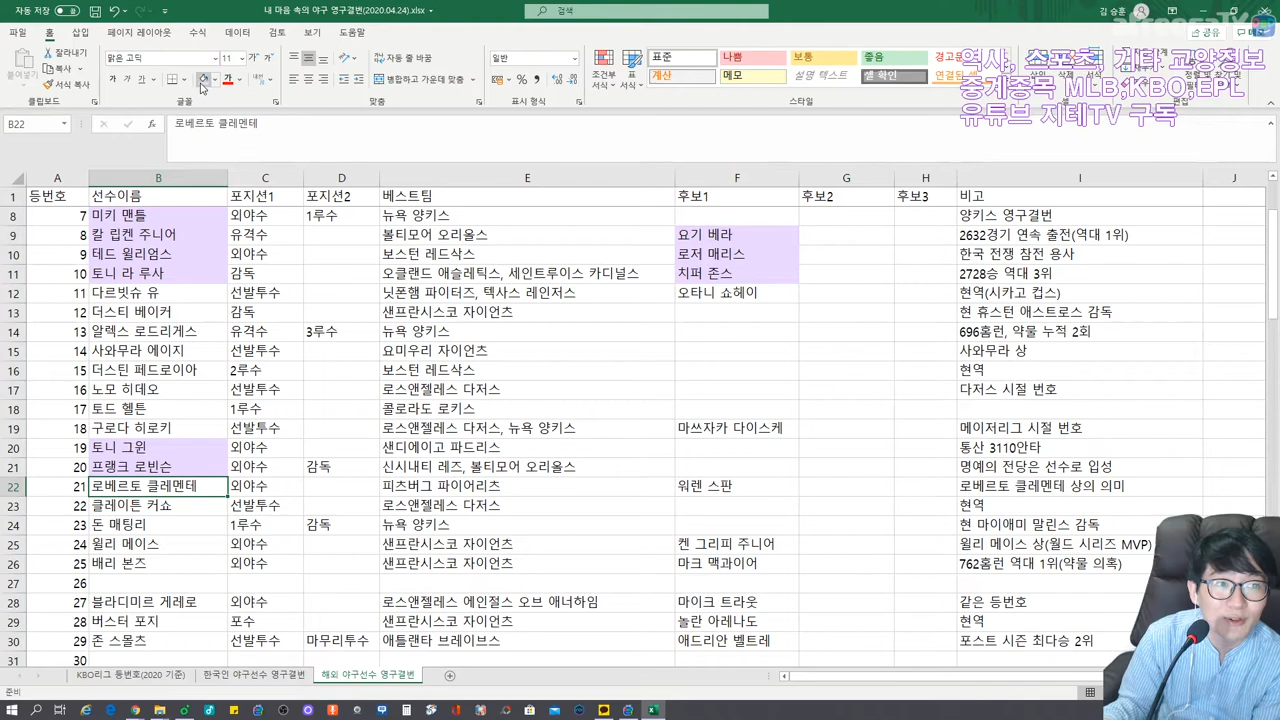 자동 저장 내 마음 속의 야구 영구결번(2020.04.24).xlsx 검색 김 승훈
파일 홈 삽입 페이지 레이아웃 수식 데이터 검토 보기 도움말 공유
붙여넣기 잘라내기 복사 서식 복사 클립보드
맑은 고딕 11 가 가 가 글꼴
자동 줄 바꿈 병합하고 가운데 맞춤 맞춤
일반 표시 형식
조건부 서식 표 서식 표준 나쁨 보통 좋음 경고문
계산 메모 설명 텍스트 셀 확인 연결된 셀 스타일
역사, 스포츠, 기타 교양정보
중계종목 MLB,KBO,EPL
유튜브 지테TV 구독
B22 fx 로베르토 클레멘테
A B C D E F G H I J
1 등번호 선수이름 포지션1 포지션2 베스트팀 후보1 후보2 후보3 비고
8 7 미키 맨틀 외야수 1루수 뉴욕 양키스 양키스 영구결번
9 8 칼 립켄 주니어 유격수 볼티모어 오리올스 요기 베라 2632경기 연속 출전(역대 1위)
10 9 테드 윌리엄스 외야수 보스턴 레드삭스 로저 매리스 한국 전쟁 참전 용사
11 10 토니 라 루사 감독 오클랜드 애슬레틱스, 세인트루이스 카디널스 치퍼 존스 2728승 역대 3위
12 11 다르빗슈 유 선발투수 닛폰햄 파이터즈, 텍사스 레인저스 오타니 쇼헤이 현역(시카고 컵스)
13 12 더스티 베이커 감독 샌프란시스코 자이언츠 현 휴스턴 애스트로스 감독
14 13 알렉스 로드리게스 유격수 3루수 뉴욕 양키스 696홈런, 약물 누적 2회
15 14 사와무라 에이지 선발투수 요미우리 자이언츠 사와무라 상
16 15 더스틴 페드로이아 2루수 보스턴 레드삭스 현역
17 16 노모 히데오 선발투수 로스앤젤레스 다저스 다저스 시절 번호
18 17 토드 헬튼 1루수 콜로라도 로키스
19 18 구로다 히로키 선발투수 로스앤젤레스 다저스, 뉴욕 양키스 마쓰자카 다이스케 메이저리그 시절 번호
20 19 토니 그윈 외야수 샌디에이고 파드리스 통산 3110안타
21 20 프랭크 로빈슨 외야수 감독 신시내티 레즈, 볼티모어 오리올스 명예의 전당은 선수로 입성
22 21 로베르토 클레멘테 외야수 피츠버그 파이어리츠 워렌 스판 로베르토 클레멘테 상의 의미
23 22 클레이튼 커쇼 선발투수 로스앤젤레스 다저스 현역
24 23 돈 매팅리 1루수 감독 뉴욕 양키스 현 마이애미 말린스 감독
25 24 윌리 메이스 외야수 샌프란시스코 자이언츠 켄 그리피 주니어 윌리 메이스 상(월드 시리즈 MVP)
26 25 배리 본즈 외야수 샌프란시스코 자이언츠 마크 맥과이어 762홈런 역대 1위(약물 의혹)
27 26
28 27 블라디미르 게레로 외야수 로스앤젤레스 에인절스 오브 애너하임 마이크 트라웃 같은 등번호
29 28 버스터 포지 포수 샌프란시스코 자이언츠 놀란 아레나도 현역
30 29 존 스몰츠 선발투수 마무리투수 애틀랜타 브레이브스 애드리안 벨트레 포스트 시즌 최다승 2위
31 30
KBO리그 등번호(2020 기준) 한국인 야구선수 영구결번 해외 야구선수 영구결번
준비